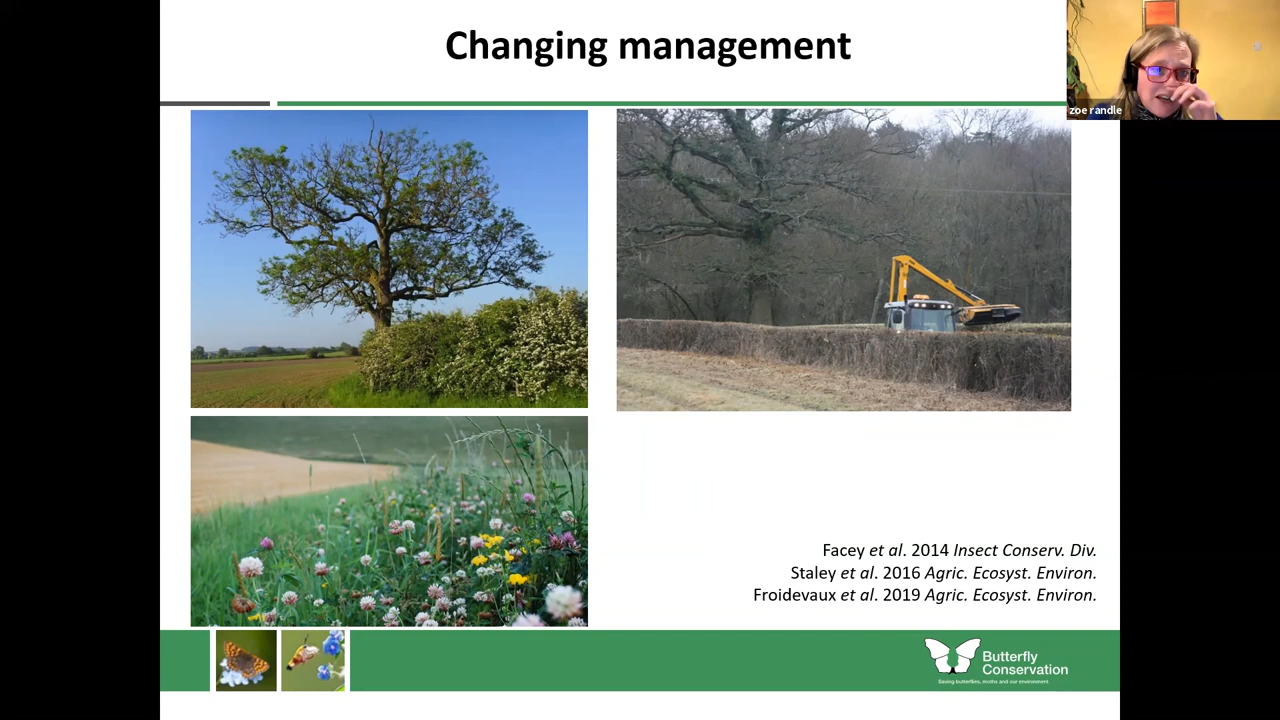 Changing management
zoe randle
Facey et al. 2014 Insect Conserv. Div.
Staley et al. 2016 Agric. Ecosyst. Environ.
Froidevaux et al. 2019 Agric. Ecosyst. Environ.
Butterfly
Conservation
Saving butterflies, moths and our environment